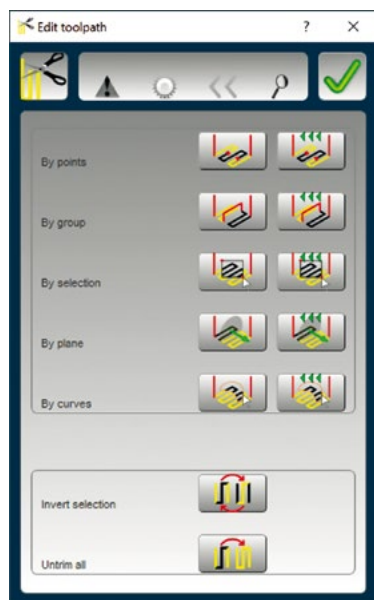 Edit toolpath ?
By points
By group
By selection
By plane
By curves
Invert selection
Untrim all